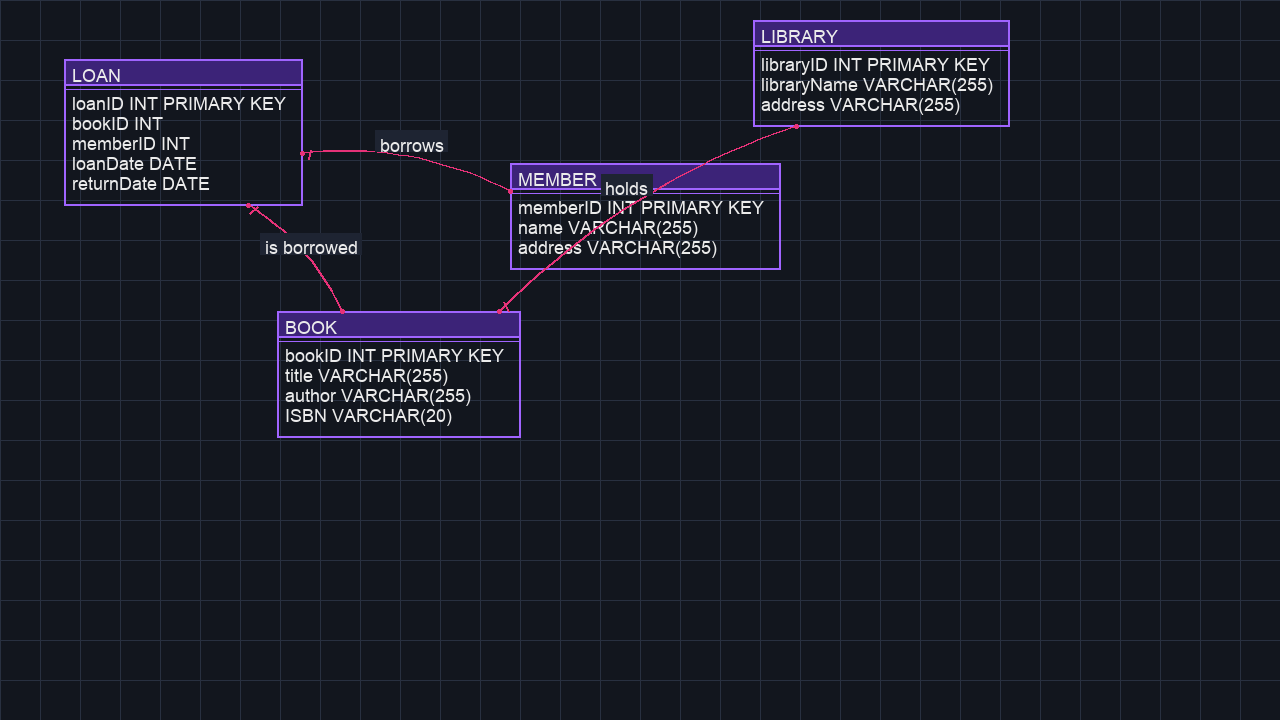 LIBRARY
libraryID INT PRIMARY KEY
libraryName VARCHAR(255)
address VARCHAR(255)
LOAN
loanID INT PRIMARY KEY
bookID INT
memberID INT
loanDate DATE
returnDate DATE
borrows
MEMBER
holds
memberID INT PRIMARY KEY
name VARCHAR(255)
address VARCHAR(255)
is borrowed
BOOK
bookID INT PRIMARY KEY
title VARCHAR(255)
author VARCHAR(255)
ISBN VARCHAR(20)